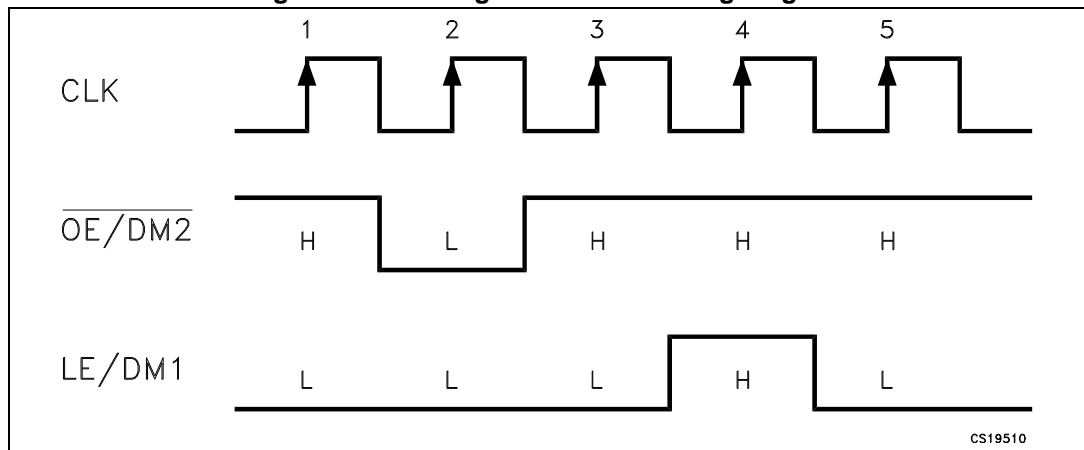 1 2 3 4 5
CLK
OE/DM2
H L H H H
LE/DM1
L L L H L
CS19510